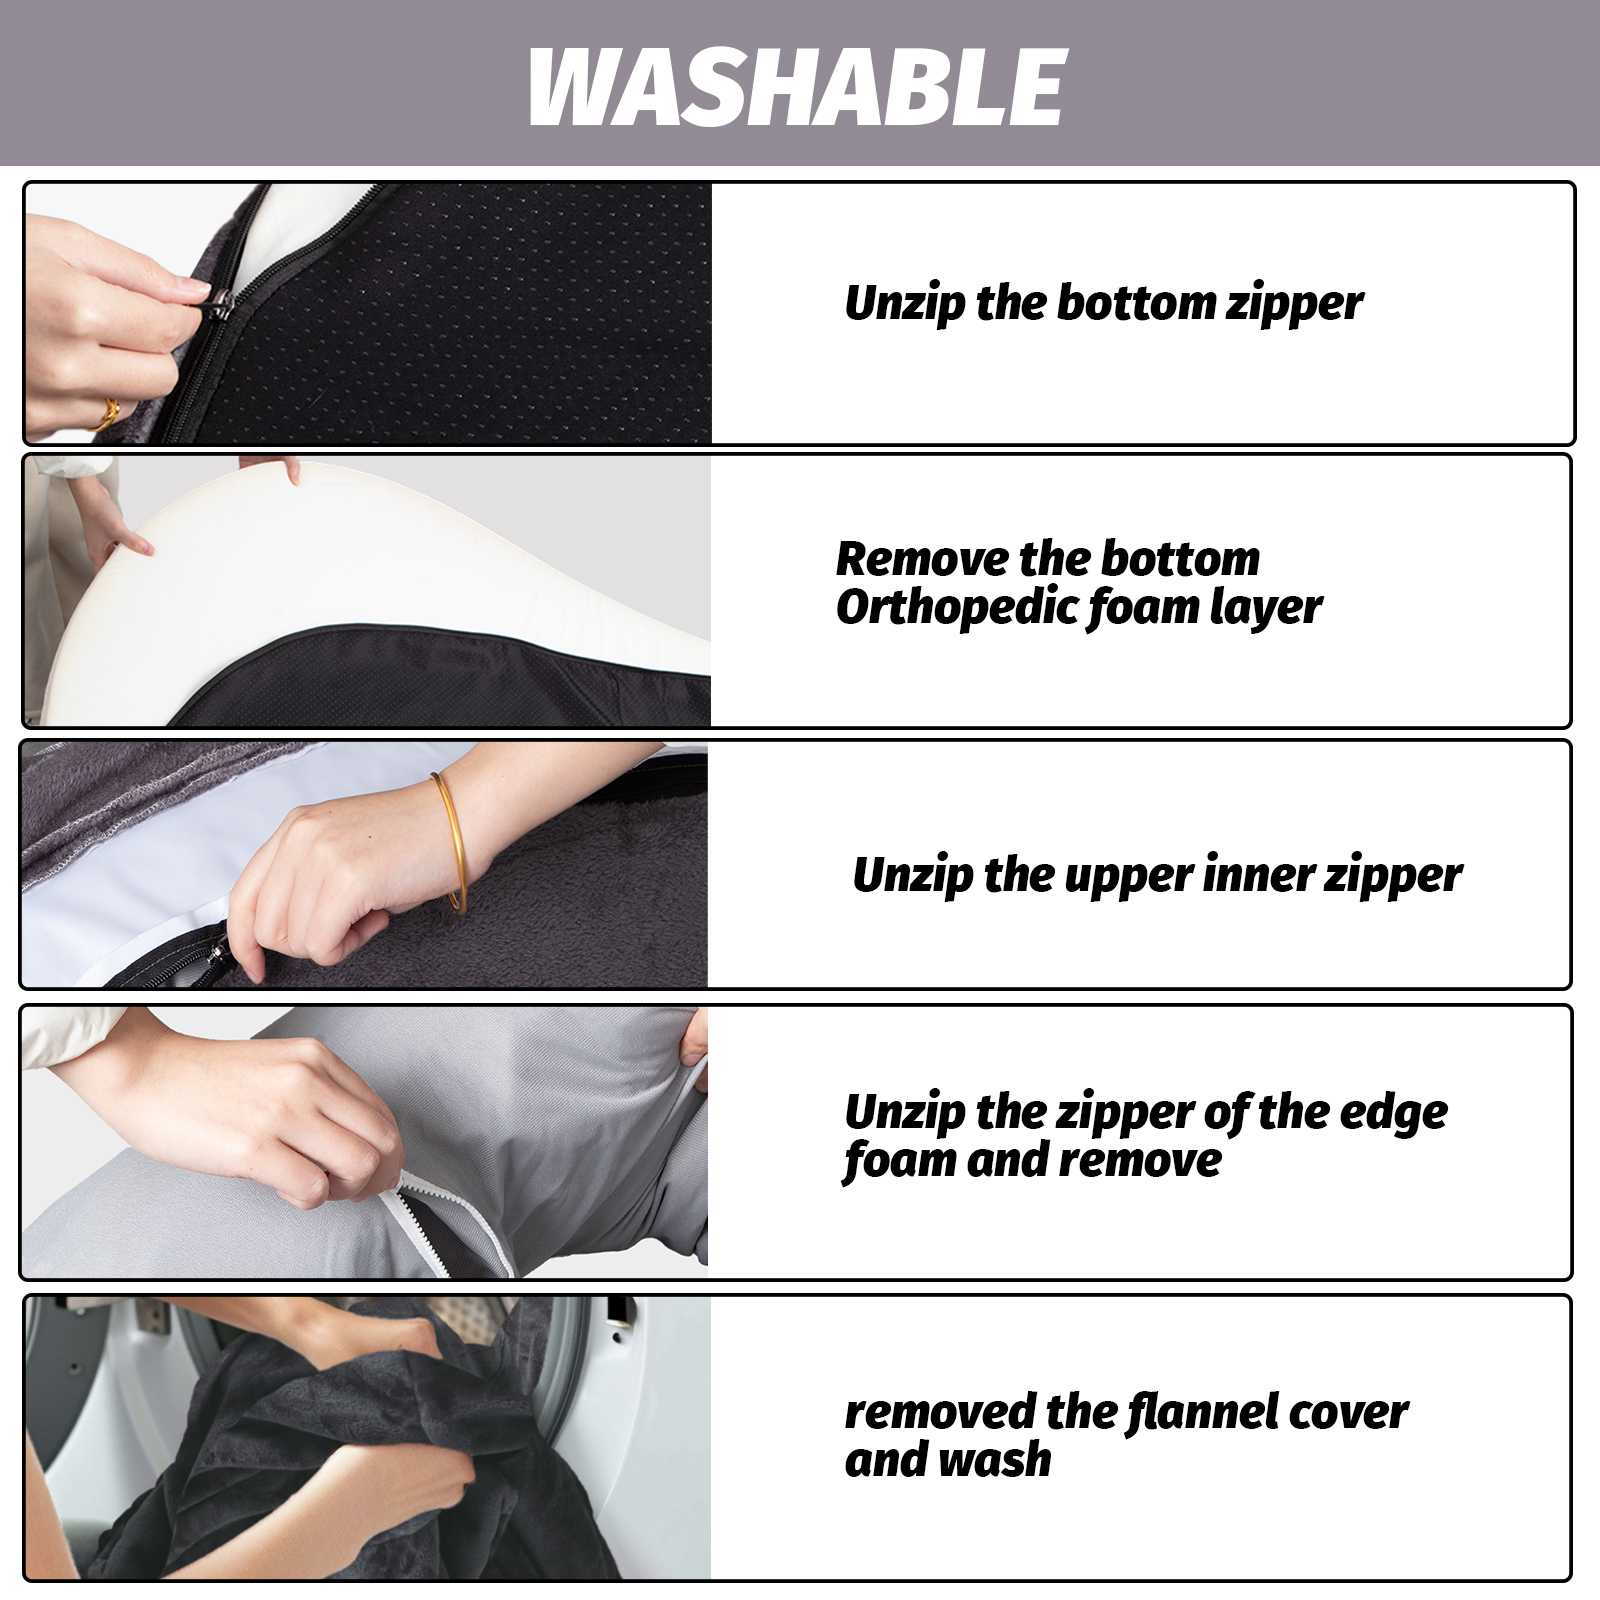 WASHABLE
Unzip the bottom zipper
Remove the bottom
Orthopedic foam layer
Unzip the upper inner zipper
Unzip the zipper of the edge
foam and remove
removed the flannel cover
and wash